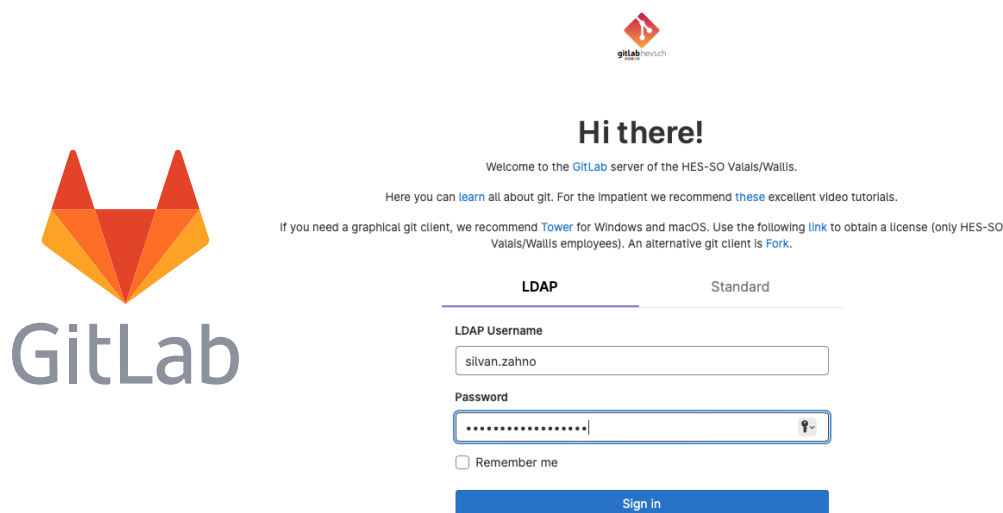 gitlab.hevs.ch
Hi there!
Welcome to the GitLab server of the HES-SO Valais/Wallis.
Here you can learn all about git. For the impatient we recommend these excellent video tutorials.
If you need a graphical git client, we recommend Tower for Windows and macOS. Use the following link to obtain a license (only HES-SO
Valais/Wallis employees). An alternative git client is Fork.
GitLab
LDAP
Standard
LDAP Username
silvan.zahno
Password
••••••••••••••••••
Remember me
Sign in